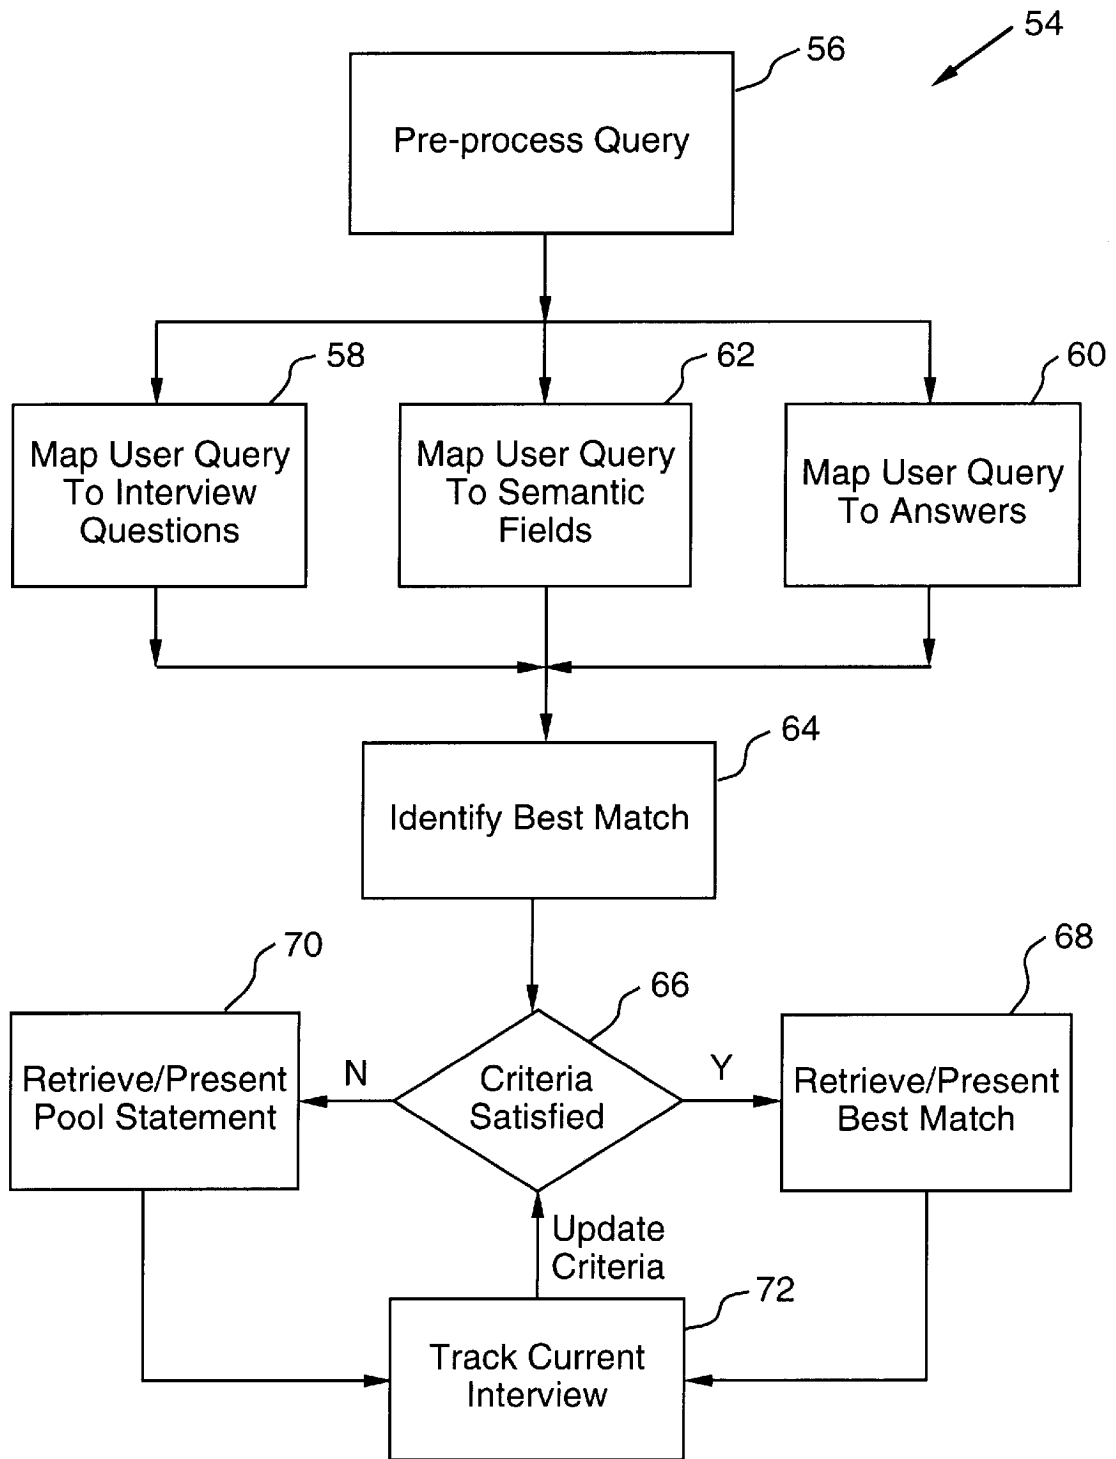 54
56
Pre-process Query
58
62
60
Map User Query
To Interview
Questions
Map User Query
To Semantic
Fields
Map User Query
To Answers
64
Identify Best Match
70
66
68
Retrieve/Present
Pool Statement
N
Criteria
Satisfied
Y
Retrieve/Present
Best Match
Update
Criteria
72
Track Current
Interview